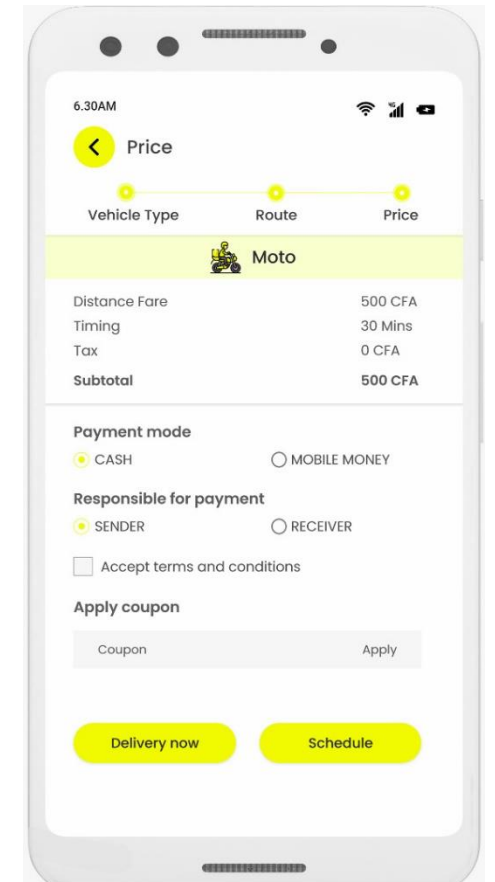 6.30AM
Price
Vehicle Type Route Price
Moto
Distance Fare 500 CFA
Timing 30 Mins
Tax 0 CFA
Subtotal 500 CFA
Payment mode
CASH MOBILE MONEY
Responsible for payment
SENDER RECEIVER
Accept terms and conditions
Apply coupon
Coupon Apply
Delivery now Schedule